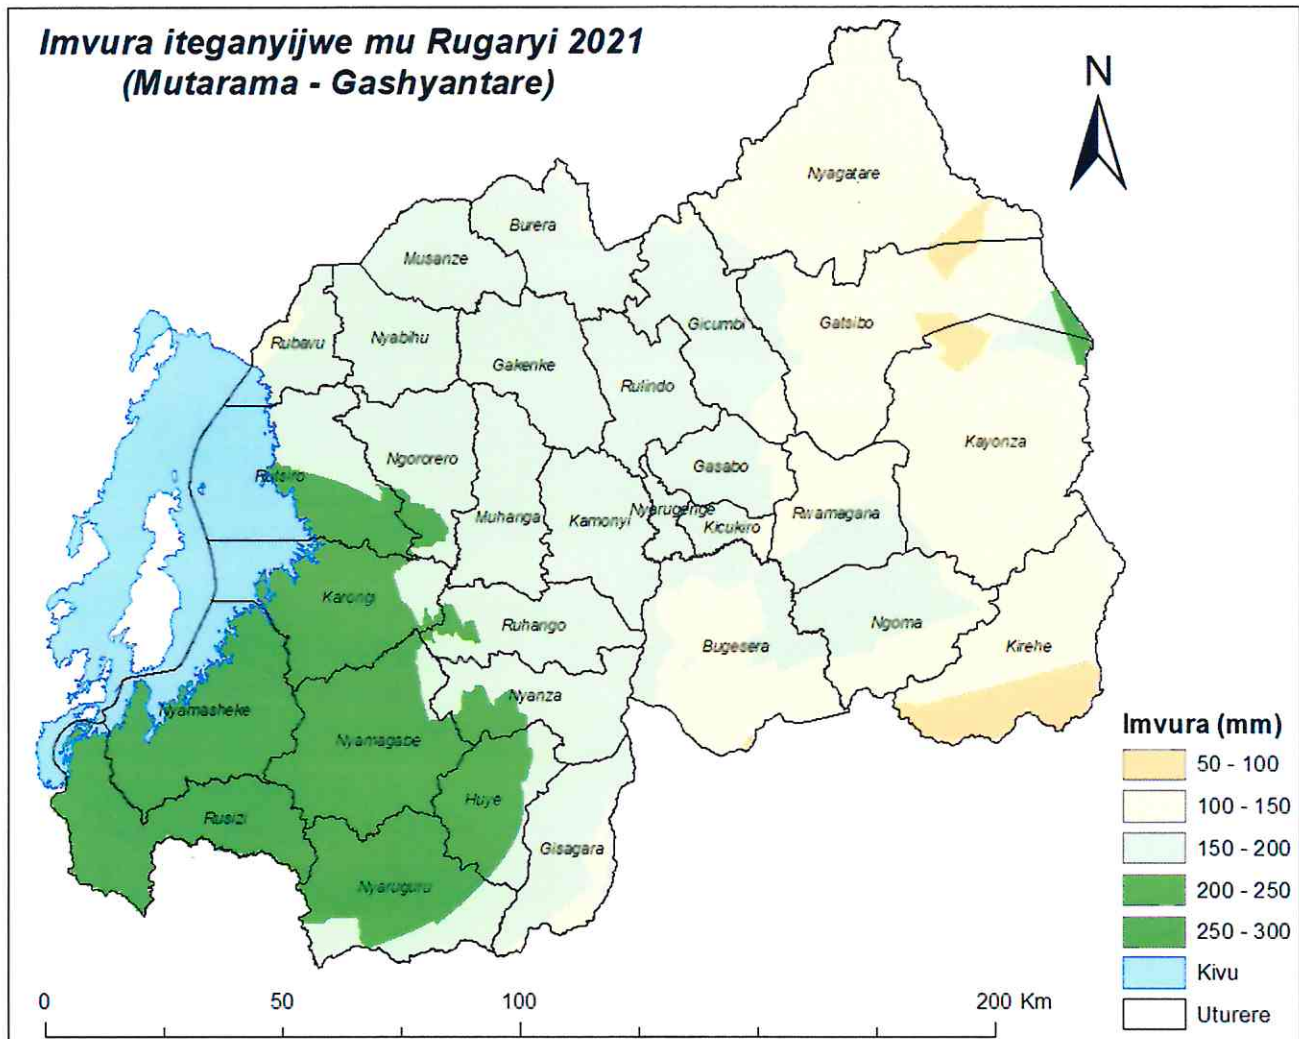 Imvura iteganyijwe mu Rugaryi 2021
(Mutarama - Gashyantare)
N
Nyagatare
Burera
Musanze
Gicumbi
Gatsibo
Rubavu
Nyabihu
Gakenke
Rulindo
Kayonza
Ngororero
Gasabo
Rutsiro
Nyarugenge
Muhanga
Kamonyi
Kicukiro
Rwamagana
Karongi
Ruhango
Ngoma
Bugesera
Kirehe
Nyanza
Nyamasheke
Nyamagabe
Huye
Rusizi
Gisagara
Nyaruguru
Imvura (mm)
50 - 100
100 - 150
150 - 200
200 - 250
250 - 300
Kivu
Uturere
0 50 100 200 Km